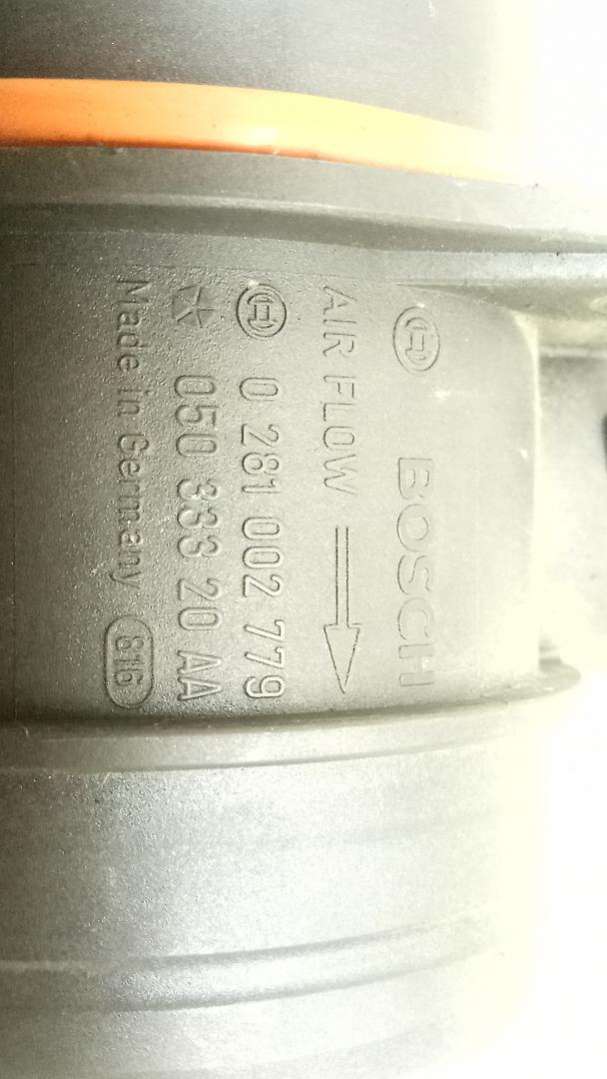 BOSCH
AIR FLOW
0 281 002 779
050 333 20 AA
Made in Germany 816